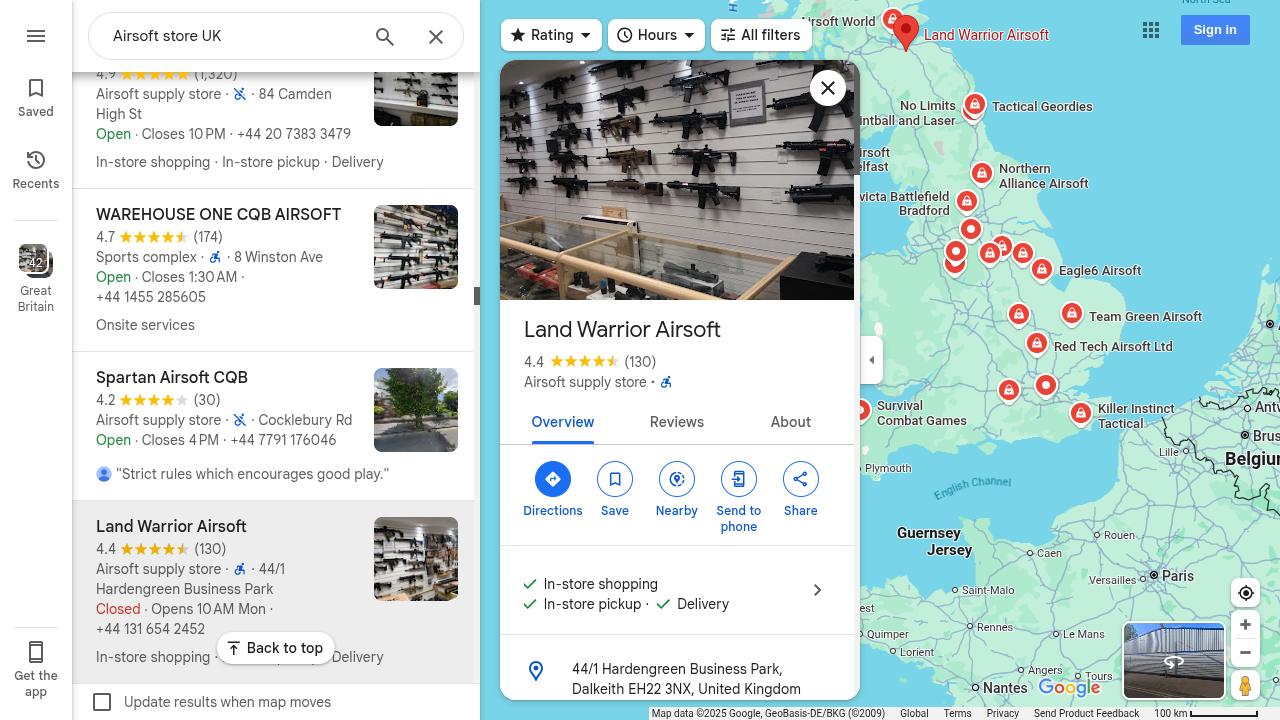 Airsoft store UK
Saved
Recents
42
Great
Britain
Get the
app
4.9 (1,320)
Airsoft supply store · · 84 Camden
High St
Open · Closes 10 PM · +44 20 7383 3479
In-store shopping · In-store pickup · Delivery
WAREHOUSE ONE CQB AIRSOFT
4.7 (174)
Sports complex · · 8 Winston Ave
Open · Closes 1:30 AM ·
+44 1455 285605
Onsite services
Spartan Airsoft CQB
4.2 (30)
Airsoft supply store · · Cocklebury Rd
Open · Closes 4 PM · +44 7791 176046
"Strict rules which encourages good play."
Land Warrior Airsoft
4.4 (130)
Airsoft supply store · · 44/1
Hardengreen Business Park
Closed · Opens 10 AM Mon ·
+44 131 654 2452
In-store shopping · Delivery
Back to top
Update results when map moves
Rating
Hours
All filters
Sign in
Land Warrior Airsoft
4.4 (130)
Airsoft supply store ·
Overview
Reviews
About
Directions
Save
Nearby
Send to
phone
Share
In-store shopping
In-store pickup · Delivery
44/1 Hardengreen Business Park,
Dalkeith EH22 3NX, United Kingdom
North Sea
Airsoft World
Land Warrior Airsoft
No Limits
intball and Laser
Tactical Geordies
irsoft
elfast
Northern
Alliance Airsoft
victa Battlefield
Bradford
Eagle6 Airsoft
Team Green Airsoft
Red Tech Airsoft Ltd
Survival
Combat Games
Killer Instinct
Tactical
Antw
Brus
Lille
Belgium
Plymouth
English Channel
Guernsey
Jersey
Rouen
Caen
Versailles
Paris
Saint-Malo
est
Quimper
Rennes
Le Mans
Lorient
Angers
Tours
Nantes
Google
Map data ©2025 Google, GeoBasis-DE/BKG (©2009)
Global
Terms
Privacy
Send Product Feedback
100 km